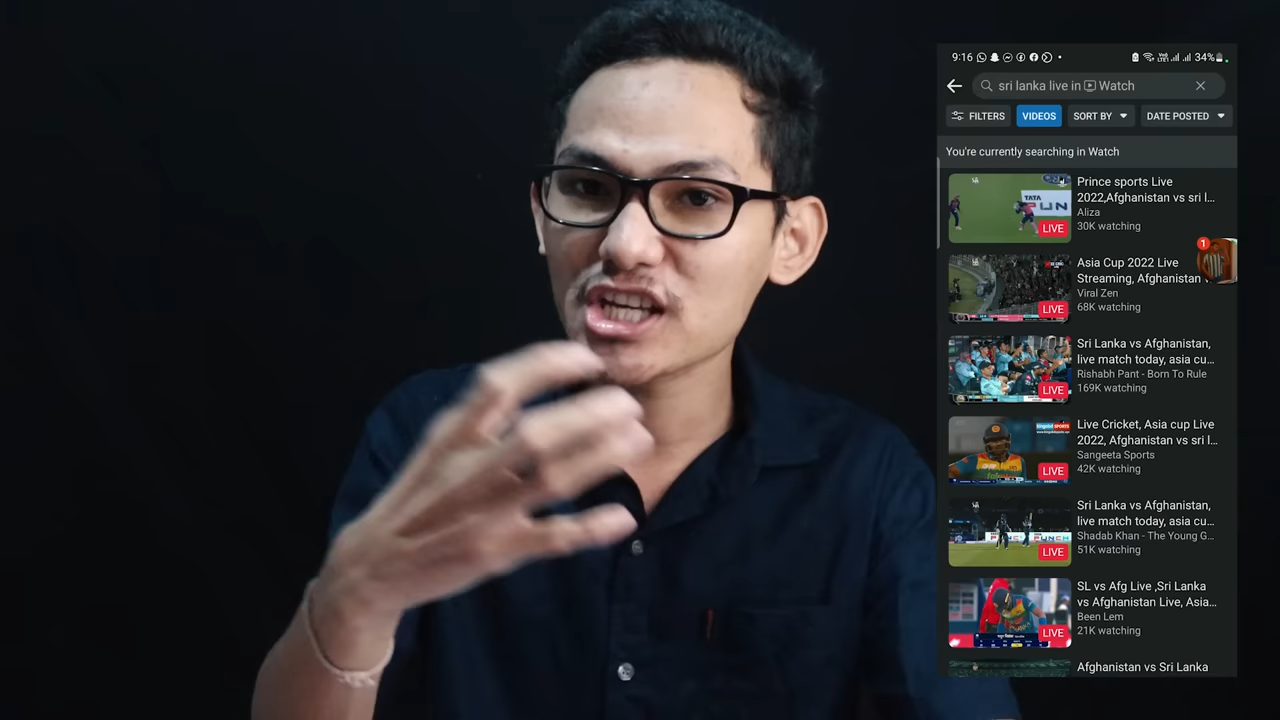 9:16
34%
sri lanka live in Watch
FILTERS
VIDEOS
SORT BY
DATE POSTED
You're currently searching in Watch
Prince sports Live
2022,Afghanistan vs sri l...
Aliza
30K watching
TATA
PUN
LIVE
Asia Cup 2022 Live
Streaming, Afghanistan
Viral Zen
68K watching
LIVE
1
Sri Lanka vs Afghanistan,
live match today, asia cu...
Rishabh Pant - Born To Rule
169K watching
LIVE
Live Cricket, Asia cup Live
2022, Afghanistan vs sri l...
Sangeeta Sports
42K watching
LIVE
Sri Lanka vs Afghanistan,
live match today, asia cu...
Shadab Khan - The Young G...
51K watching
LIVE
SL vs Afg Live ,Sri Lanka
vs Afghanistan Live, Asia...
Been Lem
21K watching
LIVE
Afghanistan vs Sri Lanka